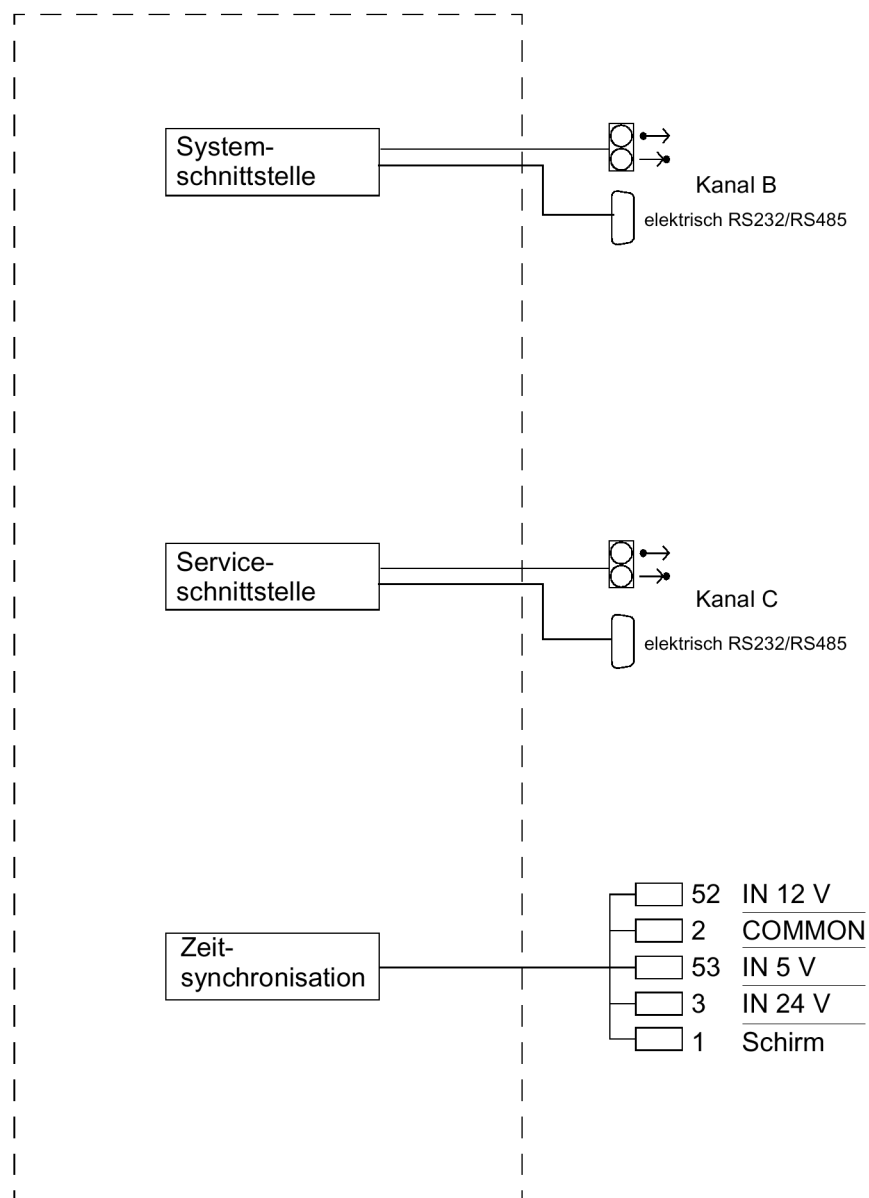 System-
schnittstelle
Kanal B
elektrisch RS232/RS485
Service-
schnittstelle
Kanal C
elektrisch RS232/RS485
Zeit-
synchronisation
52 IN 12 V
2 COMMON
53 IN 5 V
3 IN 24 V
1 Schirm